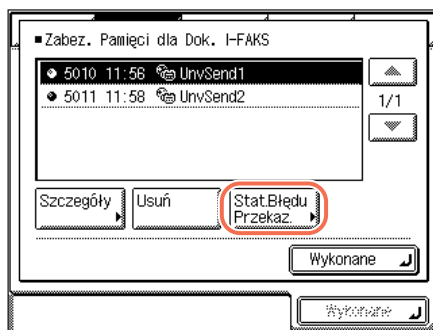 Zabez. Pamięci dla Dok. I-FAKS
5010 11:56 UnvSend1
5011 11:58 UnvSend2
1/1
Szczegóły
Usuń
Stat.Błędu
Przekaz.
Wykonane
Wykonane